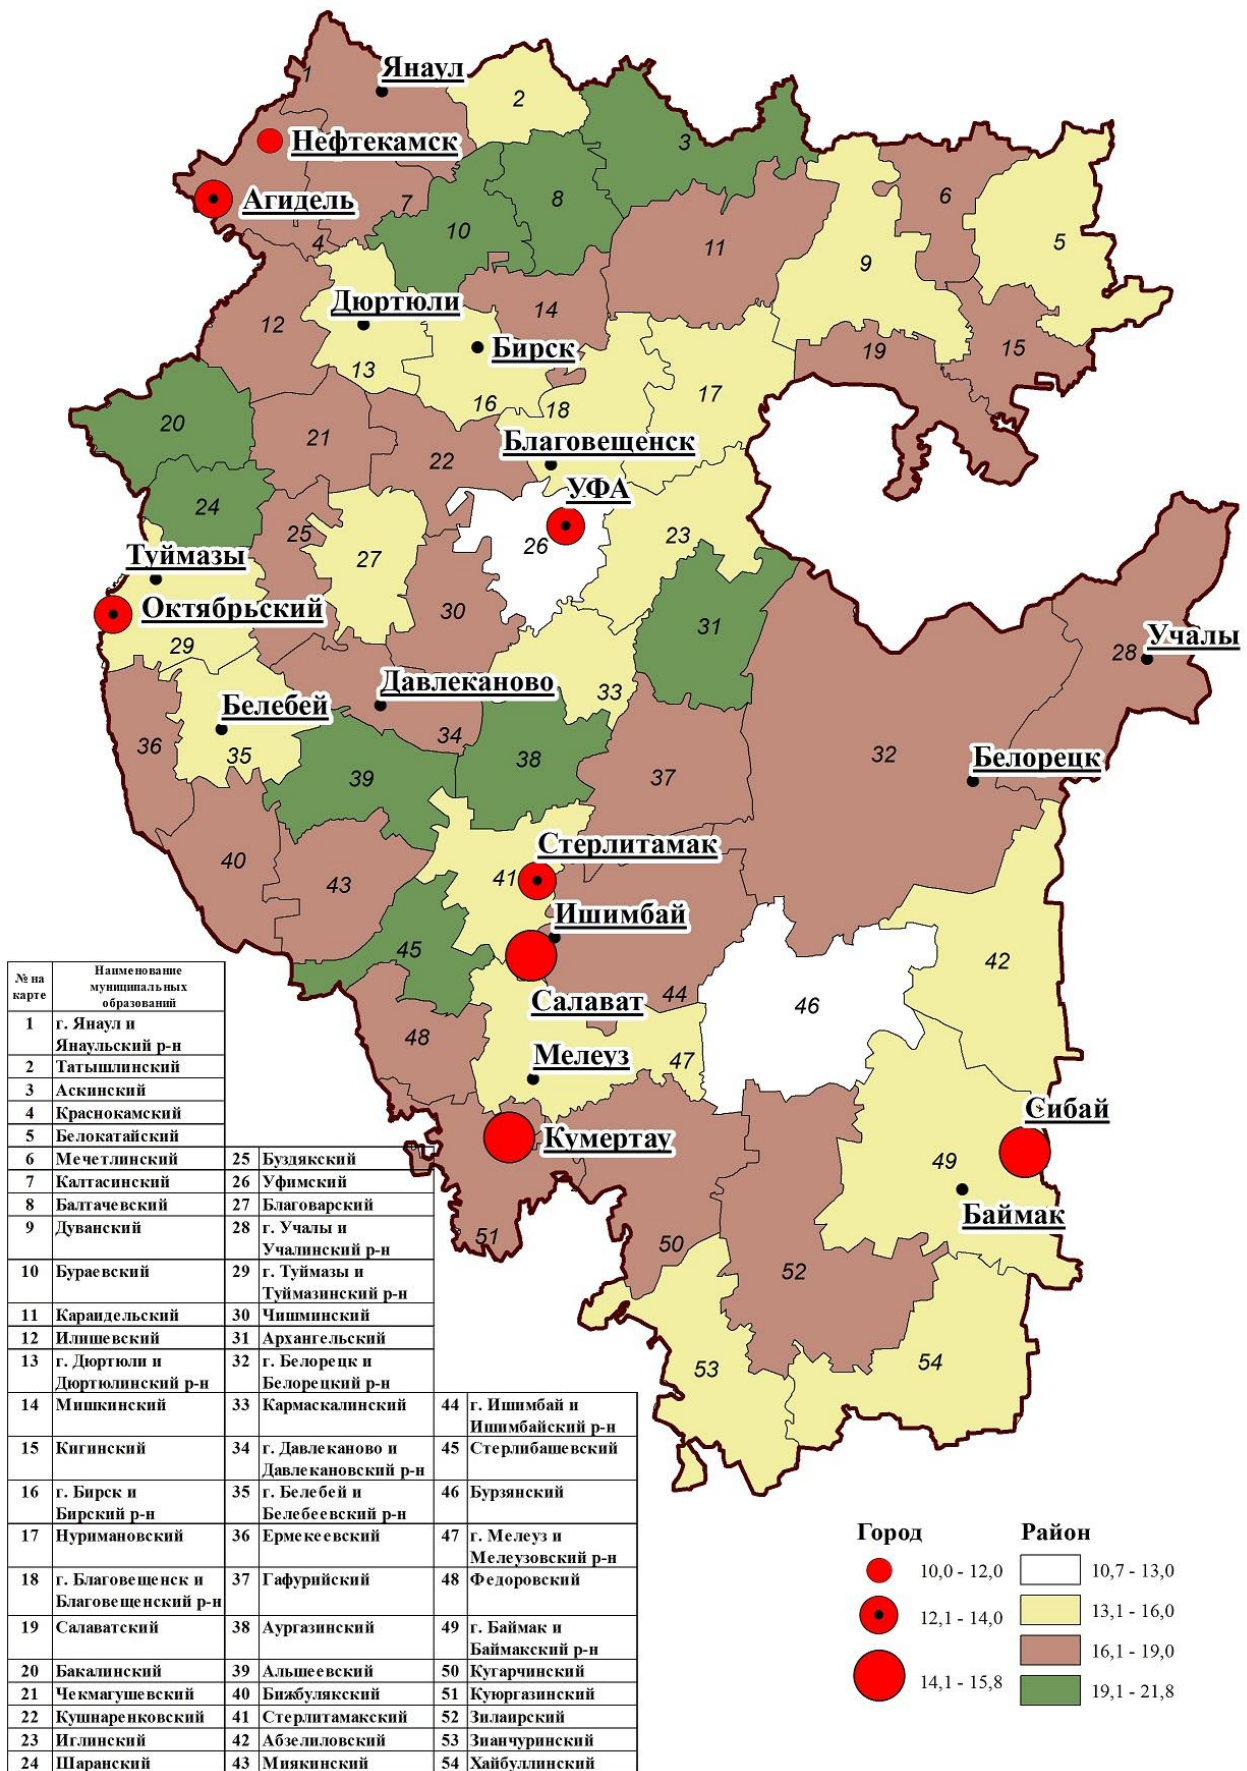 1
Янаул
2
Нефтекамск
3
Агидель
7
8
6
10
4
11
5
9
Дюртюли
12
14
Бирск
19
15
13
16
18
17
20
21
Благовещенск
22
УФА
24
25
26
23
27
Туймазы
Октябрьский
30
31
29
28
Учалы
Давлеканово
33
Белебей
36
35
34
32
38
37
39
Белорецк
Стерлитамак
40
43
41
Ишимбай
45
42
44
46
Салават
48
Мелеуз
47
Сибай
Кумертау
49
Баймак
51
50
52
53
54
№ на карте Наименование муниципальных образований
1 г. Янаул и
Янаульский р-н
2 Татышлинский
3 Аскинский
4 Краснокамский
5 Белокатайский
6 Мечетлинский 25 Буздякский
7 Калтасинский 26 Уфимский
8 Балтачевский 27 Благоварский
9 Дуванский 28 г. Учалы и
Учалинский р-н
10 Бураевский 29 г. Туймазы и
Туймазинский р-н
11 Караидельский 30 Чишминский
12 Илишевский 31 Архангельский
13 г. Дюртюли и 32 г. Белорецк и
Дюртюлинский р-н Белорецкий р-н
14 Мишкинский 33 Кармаскалинский 44 г. Ишимбай и
Ишимбайский р-н
15 Кигинский 34 г. Давлеканово и 45 Стерлибашевский
Давлекановский р-н
16 г. Бирск и 35 г. Белебей и 46 Бурзянский
Бирский р-н Белебеевский р-н
17 Нуримановский 36 Ермекеевский 47 г. Мелеуз и
Мелеузовский р-н
18 г. Благовещенск и 37 Гафурийский 48 Федоровский
Благовещенский р-н
19 Салаватский 38 Аургазинский 49 г. Баймак и
Баймакский р-н
20 Бакалинский 39 Альшеевский 50 Кугарчинский
21 Чекмагушевский 40 Бижбулякский 51 Куюргазинский
22 Кушнаренковский 41 Стерлитамакский 52 Зилаирский
23 Иглинский 42 Абзелиловский 53 Зианчуринский
24 Шаранский 43 Миякинский 54 Хайбуллинский
Город Район
10,0 - 12,0 10,7 - 13,0
12,1 - 14,0 13,1 - 16,0
14,1 - 15,8 16,1 - 19,0
19,1 - 21,8